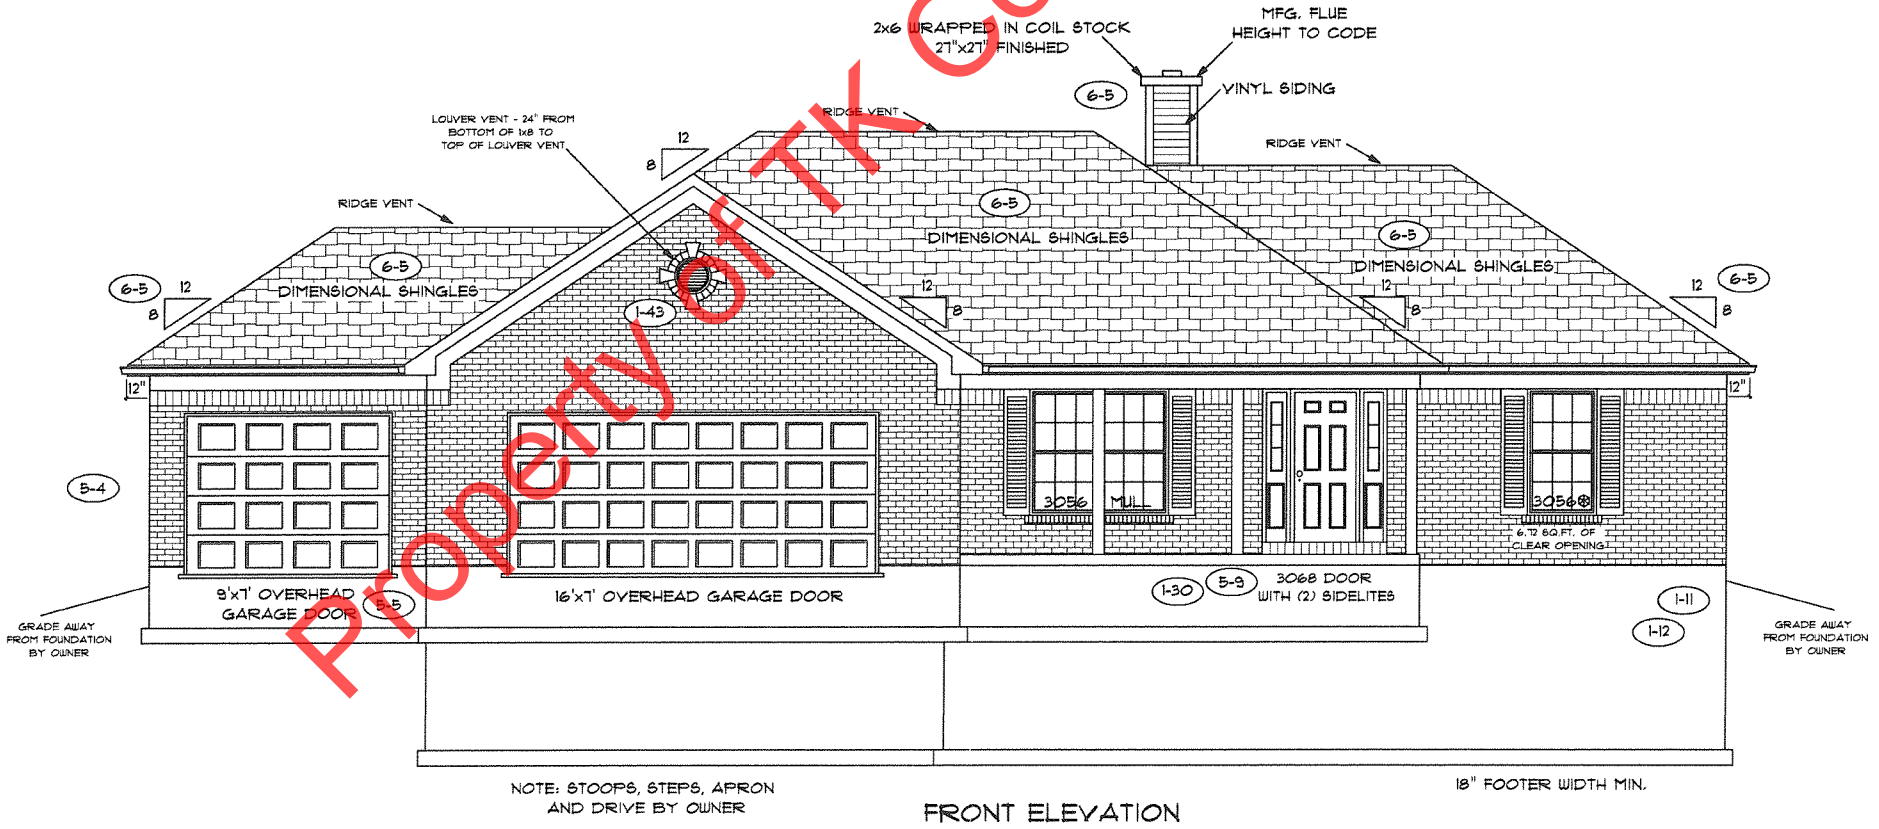 2x6 WRAPPED IN COIL STOCK
27"x27" FINISHED
MFG. FLUE
HEIGHT TO CODE
6-5
VINYL SIDING
LOUVER VENT - 24" FROM
BOTTOM OF 1x8 TO
TOP OF LOUVER VENT
RIDGE VENT
12
8
RIDGE VENT
RIDGE VENT
6-5
DIMENSIONAL SHINGLES
6-5
DIMENSIONAL SHINGLES
6-5
DIMENSIONAL SHINGLES
6-5
12
8
1-43
12
8
12
8
12
8
6-5
12"
12"
5-4
3056 MULL
3056
6.72 SQ.FT. OF
CLEAR OPENING
9'x7' OVERHEAD
GARAGE DOOR
5-5
16'x7' OVERHEAD GARAGE DOOR
1-30
5-9
3068 DOOR
WITH (2) SIDELITES
1-11
1-12
GRADE AWAY
FROM FOUNDATION
BY OWNER
GRADE AWAY
FROM FOUNDATION
BY OWNER
NOTE: STOOPS, STEPS, APRON
AND DRIVE BY OWNER
18" FOOTER WIDTH MIN.
FRONT ELEVATION
Property of TK